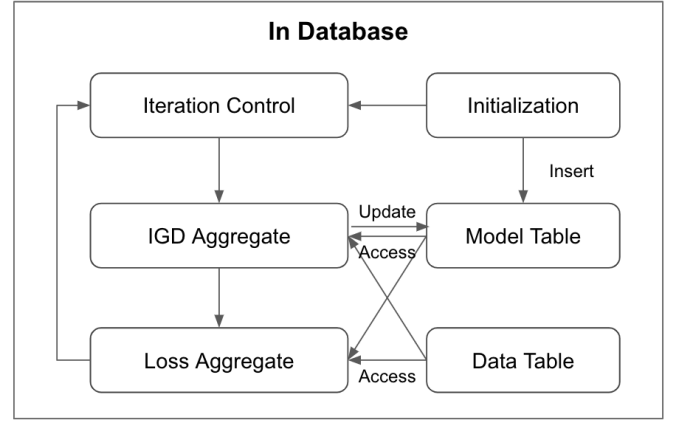 In Database
Iteration Control
Initialization
Insert
IGD Aggregate
Update
Access
Model Table
Loss Aggregate
Access
Data Table